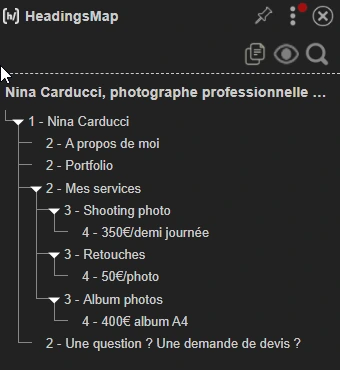 [h/] HeadingsMap
Nina Carducci, photographe professionnelle ...
1 - Nina Carducci
2 - A propos de moi
2 - Portfolio
2 - Mes services
3 - Shooting photo
4 - 350€/demi journée
3 - Retouches
4 - 50€/photo
3 - Album photos
4 - 400€ album A4
2 - Une question ? Une demande de devis ?